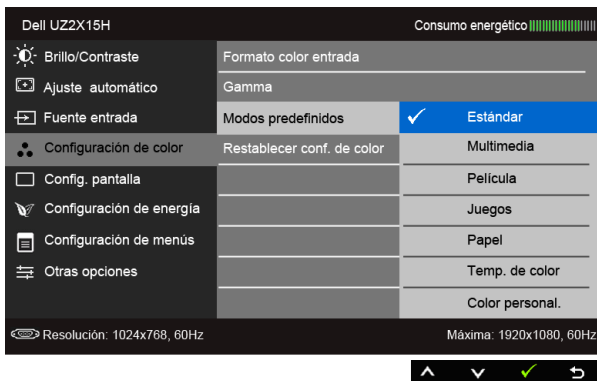 Dell UZ2X15H
Consumo energético
Brillo/Contraste
Formato color entrada
Ajuste automático
Gamma
Fuente entrada
Modos predefinidos
Estándar
Configuración de color
Restablecer conf. de color
Multimedia
Config. pantalla
Película
Configuración de energía
Juegos
Configuración de menús
Papel
Otras opciones
Temp. de color
Color personal.
Resolución: 1024x768, 60Hz
Máxima: 1920x1080, 60Hz